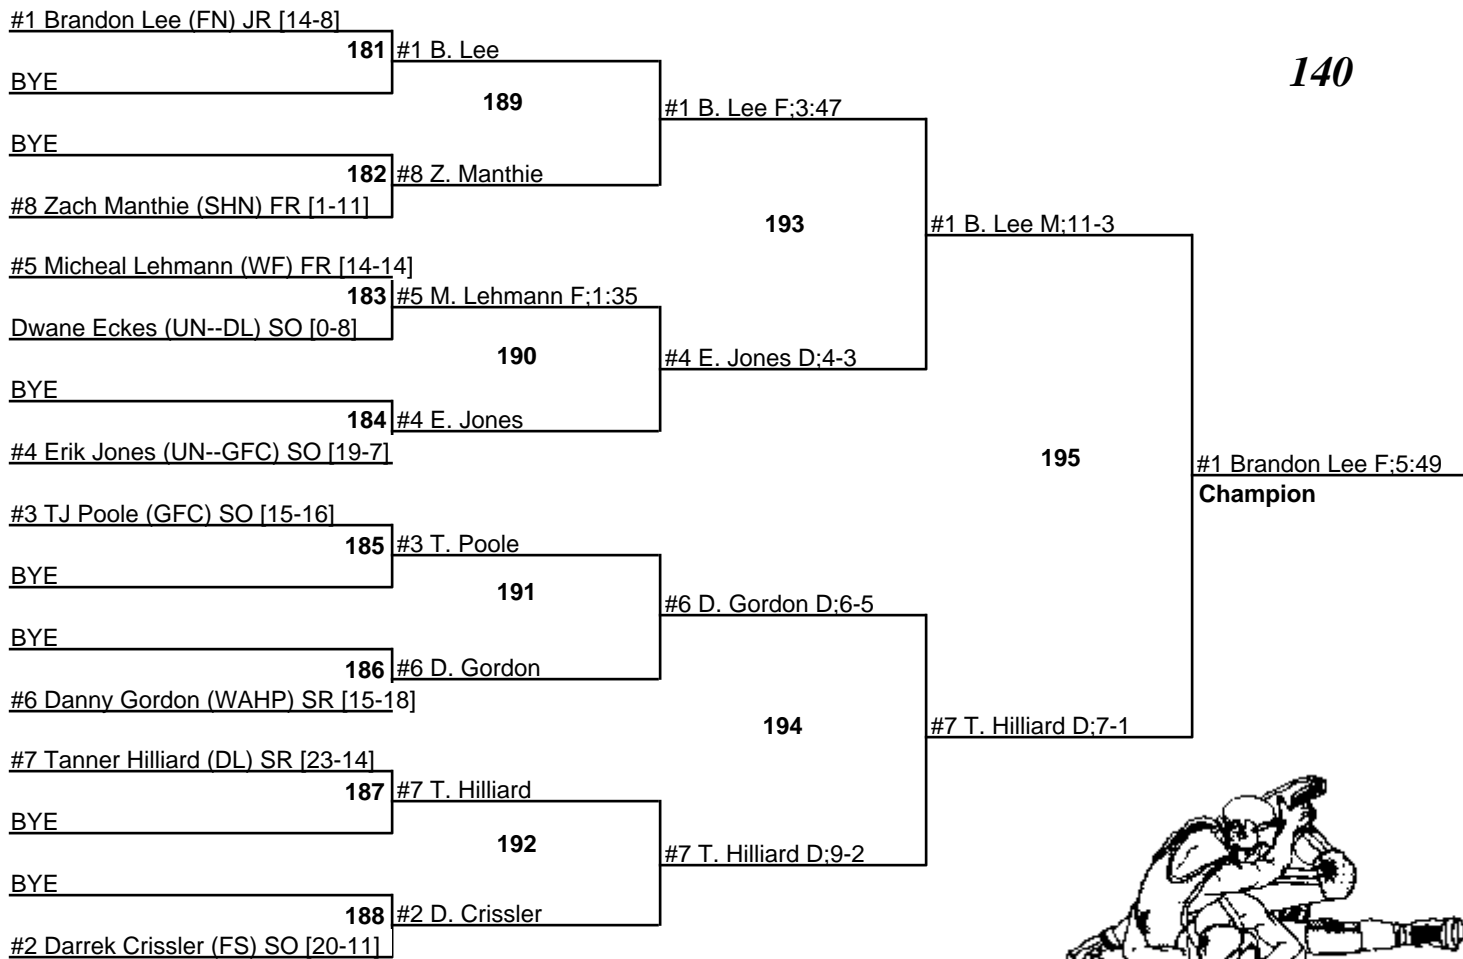 #1 Brandon Lee (FN) JR [14-8]
181
#1 B. Lee
BYE
189
#1 B. Lee F;3:47
140
BYE
182
#8 Z. Manthie
#8 Zach Manthie (SHN) FR [1-11]
193
#1 B. Lee M;11-3
#5 Micheal Lehmann (WF) FR [14-14]
183
#5 M. Lehmann F;1:35
Dwane Eckes (UN--DL) SO [0-8]
190
#4 E. Jones D;4-3
BYE
184
#4 E. Jones
#4 Erik Jones (UN--GFC) SO [19-7]
195
#1 Brandon Lee F;5:49
Champion
#3 TJ Poole (GFC) SO [15-16]
185
#3 T. Poole
BYE
191
#6 D. Gordon D;6-5
BYE
186
#6 D. Gordon
#6 Danny Gordon (WAHP) SR [15-18]
194
#7 T. Hilliard D;7-1
#7 Tanner Hilliard (DL) SR [23-14]
187
#7 T. Hilliard
BYE
192
#7 T. Hilliard D;9-2
BYE
188
#2 D. Crissler
#2 Darrek Crissler (FS) SO [20-11]